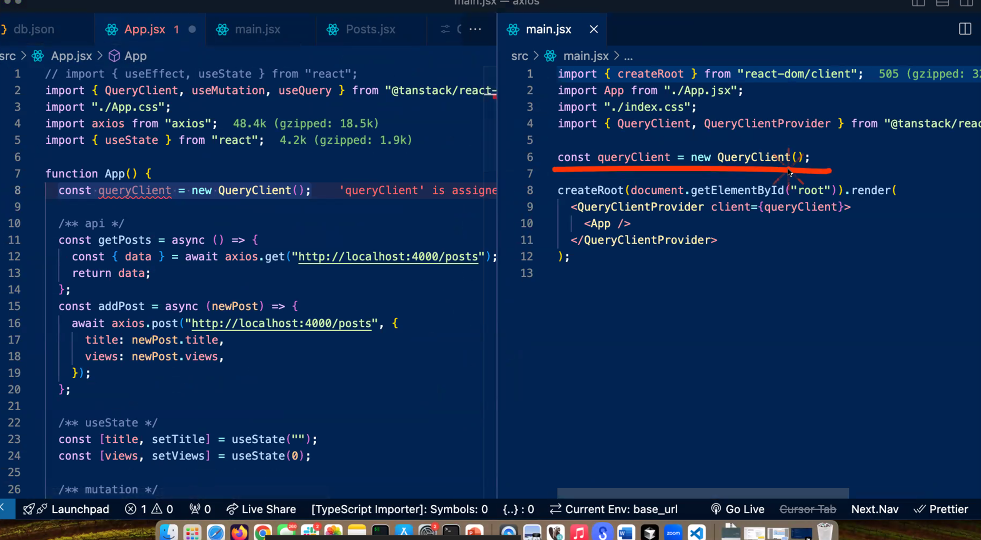 main.jsx — axios
db.json
App.jsx 1
main.jsx
Posts.jsx
main.jsx
src > App.jsx > App
1 // import { useEffect, useState } from "react";
2 import { QueryClient, useMutation, useQuery } from "@tanstack/react-
3 import "./App.css";
4 import axios from "axios"; 48.4k (gzipped: 18.5k)
5 import { useState } from "react"; 4.2k (gzipped: 1.9k)
6
7 function App() {
8 const queryClient = new QueryClient(); 'queryClient' is assigne
9
10 /** api */
11 const getPosts = async () => {
12 const { data } = await axios.get("http://localhost:4000/posts");
13 return data;
14 };
15 const addPost = async (newPost) => {
16 await axios.post("http://localhost:4000/posts", {
17 title: newPost.title,
18 views: newPost.views,
19 });
20 };
21
22 /** useState */
23 const [title, setTitle] = useState("");
24 const [views, setViews] = useState(0);
25
26 /** mutation */
src > main.jsx > ...
1 import { createRoot } from "react-dom/client"; 505 (gzipped: 32
2 import App from "./App.jsx";
3 import "./index.css";
4 import { QueryClient, QueryClientProvider } from "@tanstack/reac
5
6 const queryClient = new QueryClient();
7
8 createRoot(document.getElementById("root")).render(
9 <QueryClientProvider client={queryClient}>
10 <App />
11 </QueryClientProvider>
12 );
13
Launchpad 1 0 0 Live Share [TypeScript Importer]: Symbols: 0 {..} : 0 Current Env: base_url Go Live Cursor Tab Next.Nav Prettier
zoom